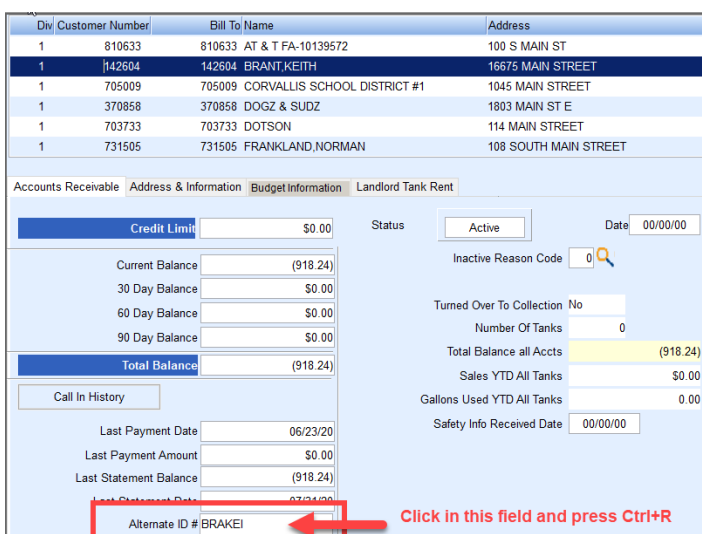 Div Customer Number Bill To Name Address
1 810633 810633 AT & T FA-10139572 100 S MAIN ST
1 142604 142604 BRANT,KEITH 16675 MAIN STREET
1 705009 705009 CORVALLIS SCHOOL DISTRICT #1 1045 MAIN STREET
1 370858 370858 DOGZ & SUDZ 1803 MAIN ST E
1 703733 703733 DOTSON 114 MAIN STREET
1 731505 731505 FRANKLAND,NORMAN 108 SOUTH MAIN STREET
Accounts Receivable Address & Information Budget Information Landlord Tank Rent
Credit Limit $0.00 Status Active Date 00/00/00
Current Balance (918.24) Inactive Reason Code 0
30 Day Balance $0.00
60 Day Balance $0.00 Turned Over To Collection No
90 Day Balance $0.00 Number Of Tanks 0
Total Balance (918.24) Total Balance all Accts (918.24)
Sales YTD All Tanks $0.00
Call In History Gallons Used YTD All Tanks 0.00
Last Payment Date 06/23/20 Safety Info Received Date 00/00/00
Last Payment Amount $0.00
Last Statement Balance (918.24)
Last Statement Date 07/31/20
Alternate ID # BRAKEI Click in this field and press Ctrl+R